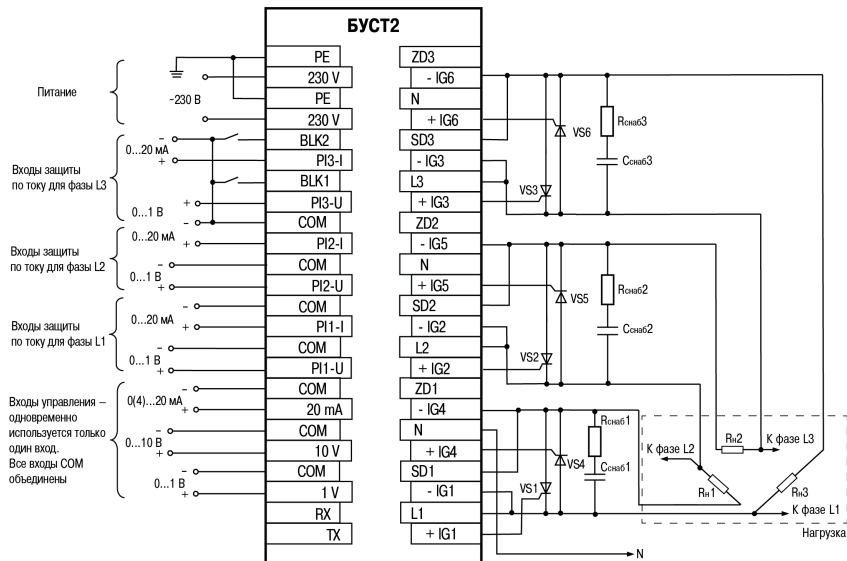 БУСТ2
PE
230 V
PE
230 V
BLK2
PI3-I
BLK1
PI3-U
COM
PI2-I
COM
PI2-U
COM
PI1-I
COM
PI1-U
COM
20 mA
COM
10 V
COM
1 V
RX
TX
ZD3
- IG6
N
+ IG6
SD3
- IG3
L3
+ IG3
ZD2
- IG5
N
+ IG5
SD2
- IG2
L2
+ IG2
ZD1
- IG4
N
+ IG4
SD1
- IG1
L1
+ IG1
Питание
~230 В
Входы защиты
по току для фазы L3
–
0...20 мА
+
+
0...1 В
–
Входы защиты
по току для фазы L2
0...20 мА
+
–
0...1 В
+
Входы защиты
по току для фазы L1
–
0...20 мА
+
–
0...1 В
+
Входы управления –
одновременно
используется только
один вход.
Все входы COM
объединены
–
0(4)...20 мА
+
–
0...10 В
+
–
0...1 В
+
VS6
Rснаб3
Cснаб3
VS3
VS5
Rснаб2
Cснаб2
VS2
Rснаб1
Cснаб1
VS4
VS1
К фазе L2
Rн2
К фазе L3
Rн1
Rн3
К фазе L1
Нагрузка
N